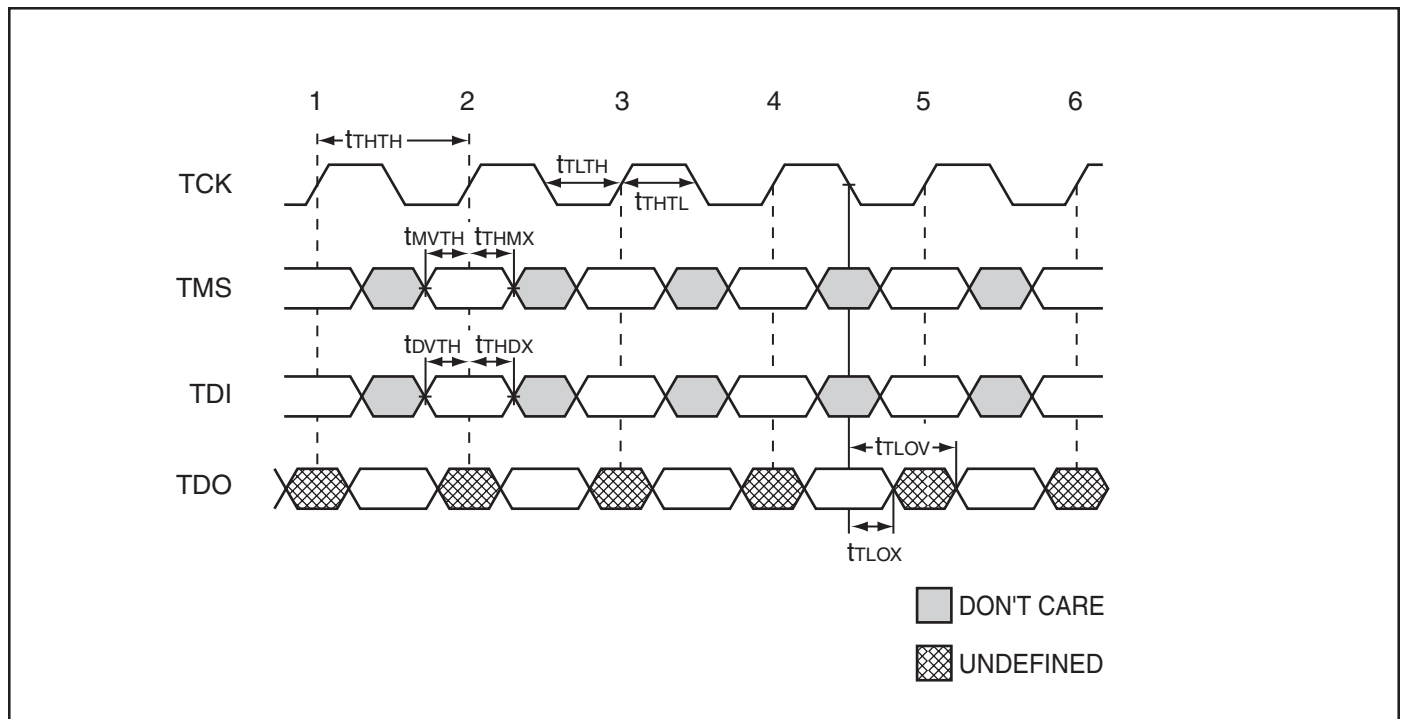 1 2 3 4 5 6
tTHTH
TCK
tTLTH
tTHTL
tMVTH tTHMX
TMS
tDVTH tTHDX
TDI
tTLOV
TDO
tTLOX
DON'T CARE
UNDEFINED